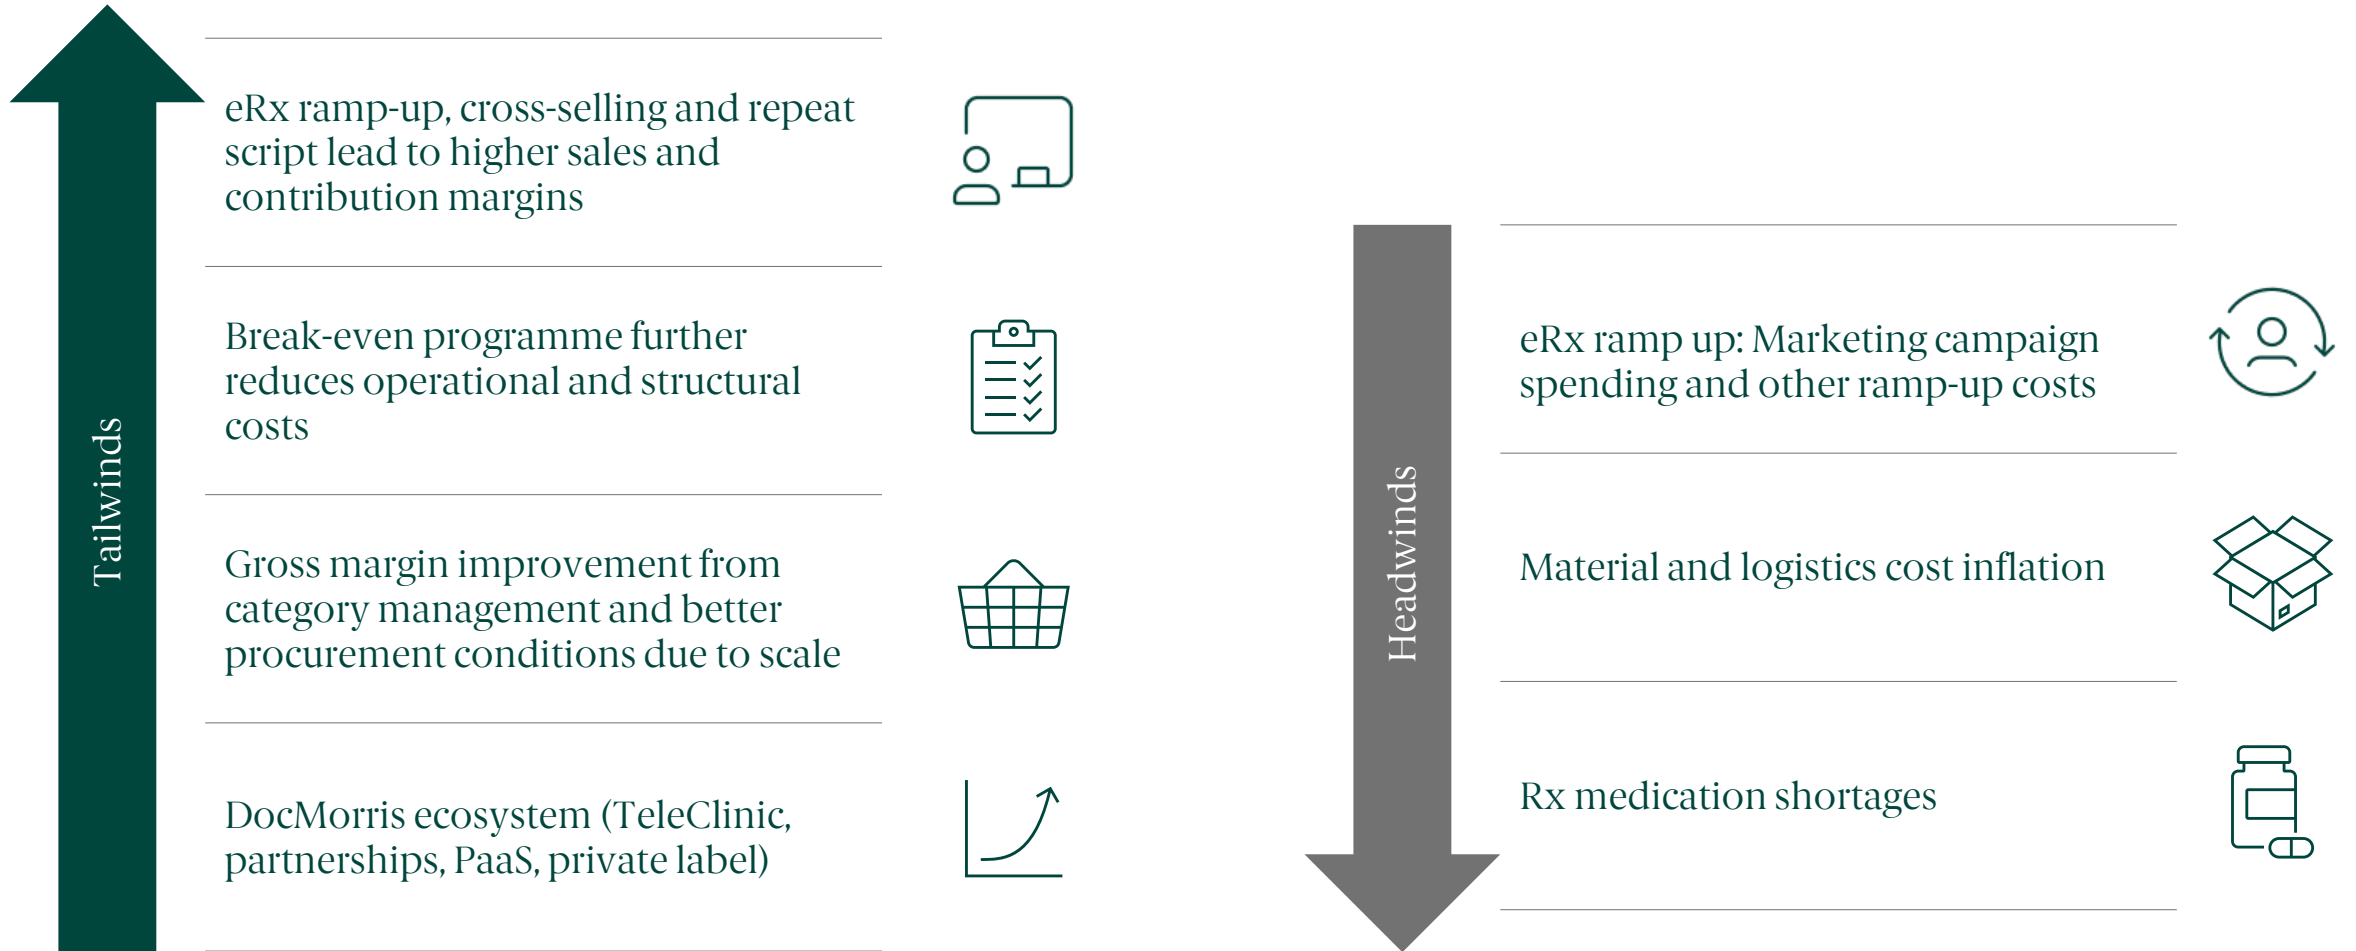 Tailwinds
eRx ramp-up, cross-selling and repeat
script lead to higher sales and
contribution margins
Break-even programme further
reduces operational and structural
costs
Gross margin improvement from
category management and better
procurement conditions due to scale
DocMorris ecosystem (TeleClinic,
partnerships, PaaS, private label)
Headwinds
eRx ramp up: Marketing campaign
spending and other ramp-up costs
Material and logistics cost inflation
Rx medication shortages